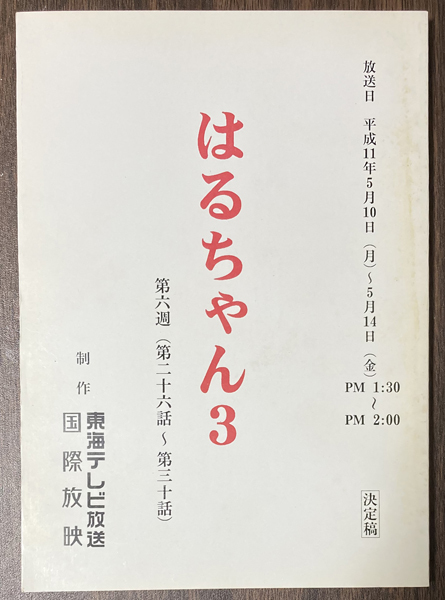 放送日 平成11年5月10日（月）～5月14日（金）
PM 1:30
～
PM 2:00
決定稿
はるちゃん3
第六週（第二十六話～第三十話）
制作
東海テレビ放送
国際放映